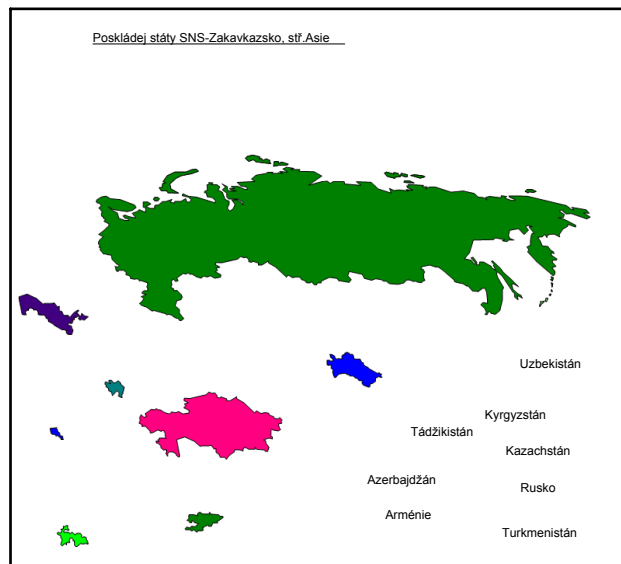 Poskládej státy SNS-Zakavkazsko, stř.Asie
Uzbekistán
Kyrgyzstán
Tádžikistán
Kazachstán
Azerbajdžán
Rusko
Arménie
Turkmenistán